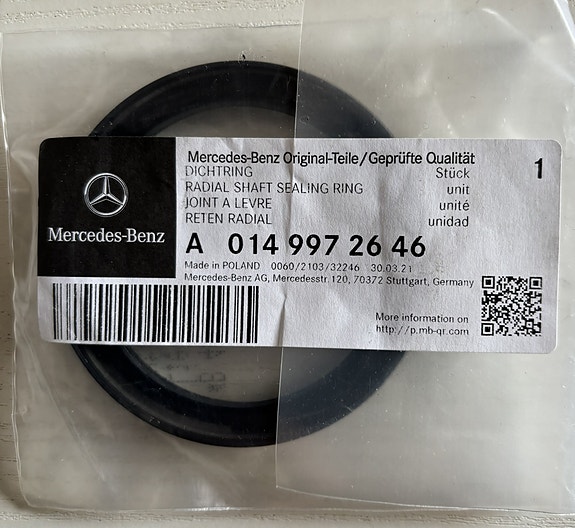 Mercedes-Benz
Mercedes-Benz Original-Teile/Geprüfte Qualität
DICHTRING Stück 1
RADIAL SHAFT SEALING RING unit
JOINT A LEVRE unité
RETEN RADIAL unidad
A 014 997 26 46
Made in POLAND 0060/2103/32246 30.03.21
Mercedes-Benz AG, Mercedesstr. 120, 70372 Stuttgart, Germany
More information on
http://p.mb-qr.com